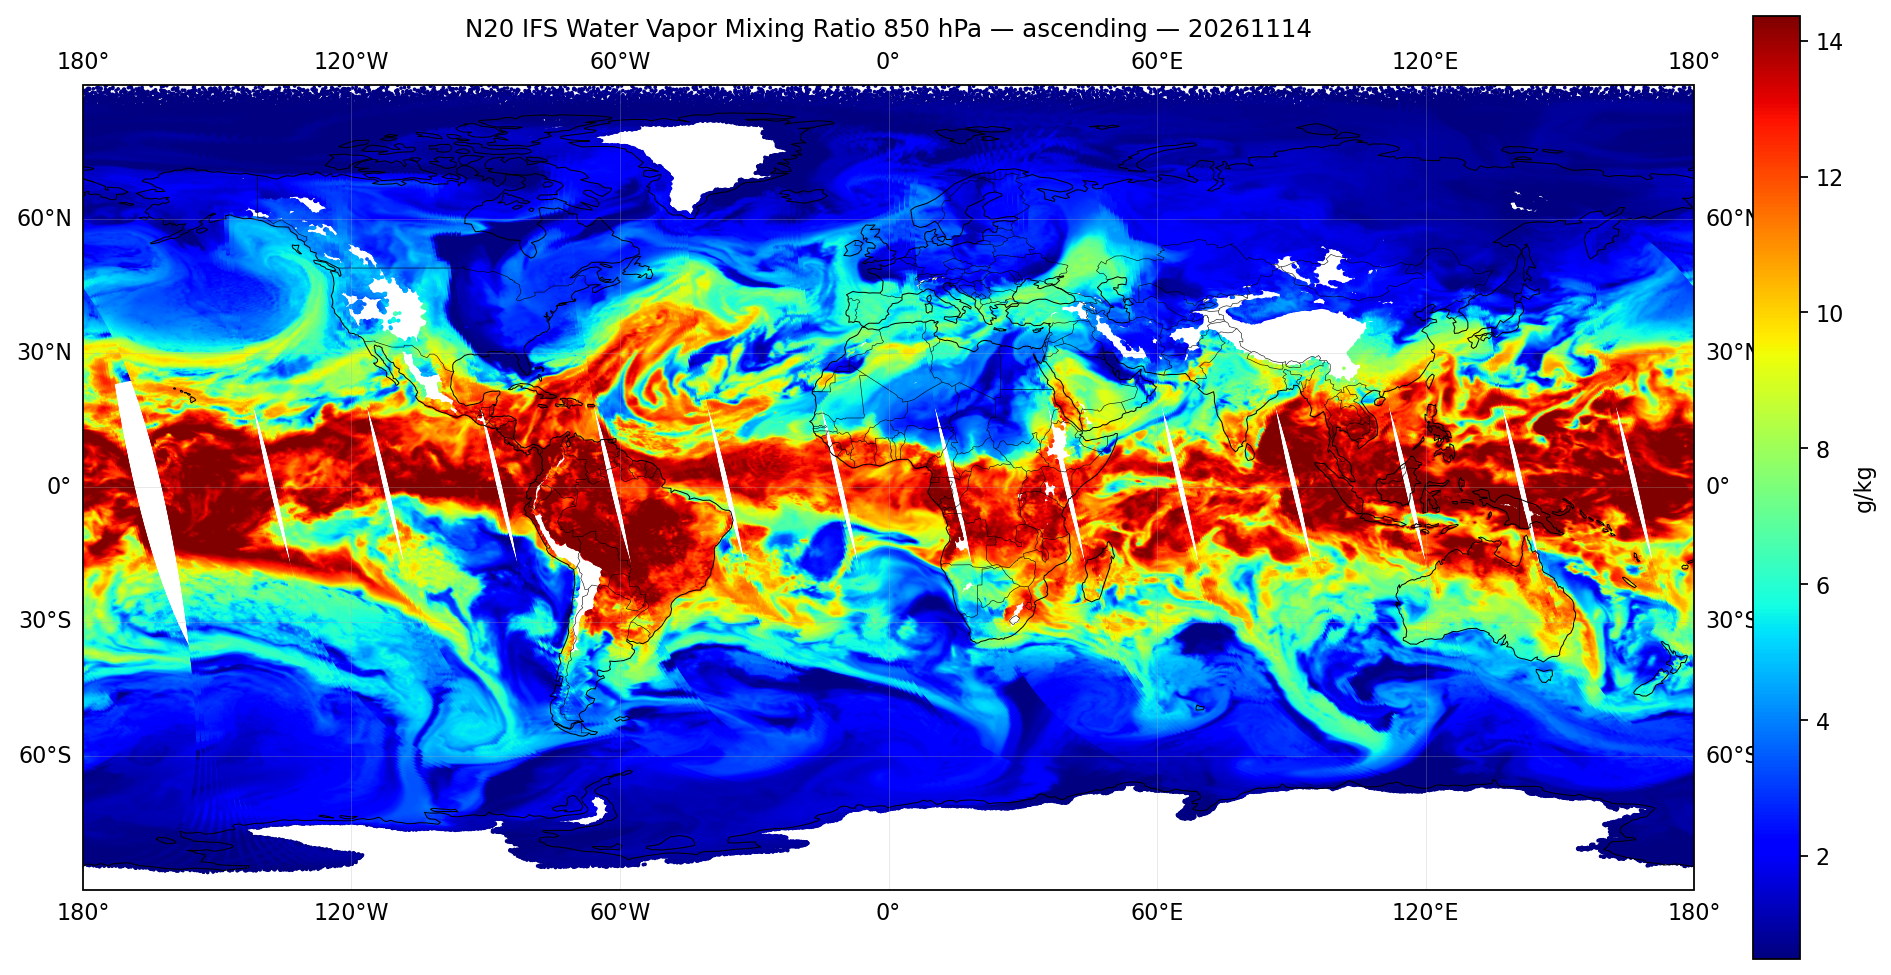 N20 IFS Water Vapor Mixing Ratio 850 hPa — ascending — 20261114
180° 120°W 60°W 0° 60°E 120°E 180°
60°N 60°N
30°N 30°N
0° 0°
30°S 30°S
60°S 60°S
180° 120°W 60°W 0° 60°E 120°E 180°
14
12
10
8
6
4
2
g/kg